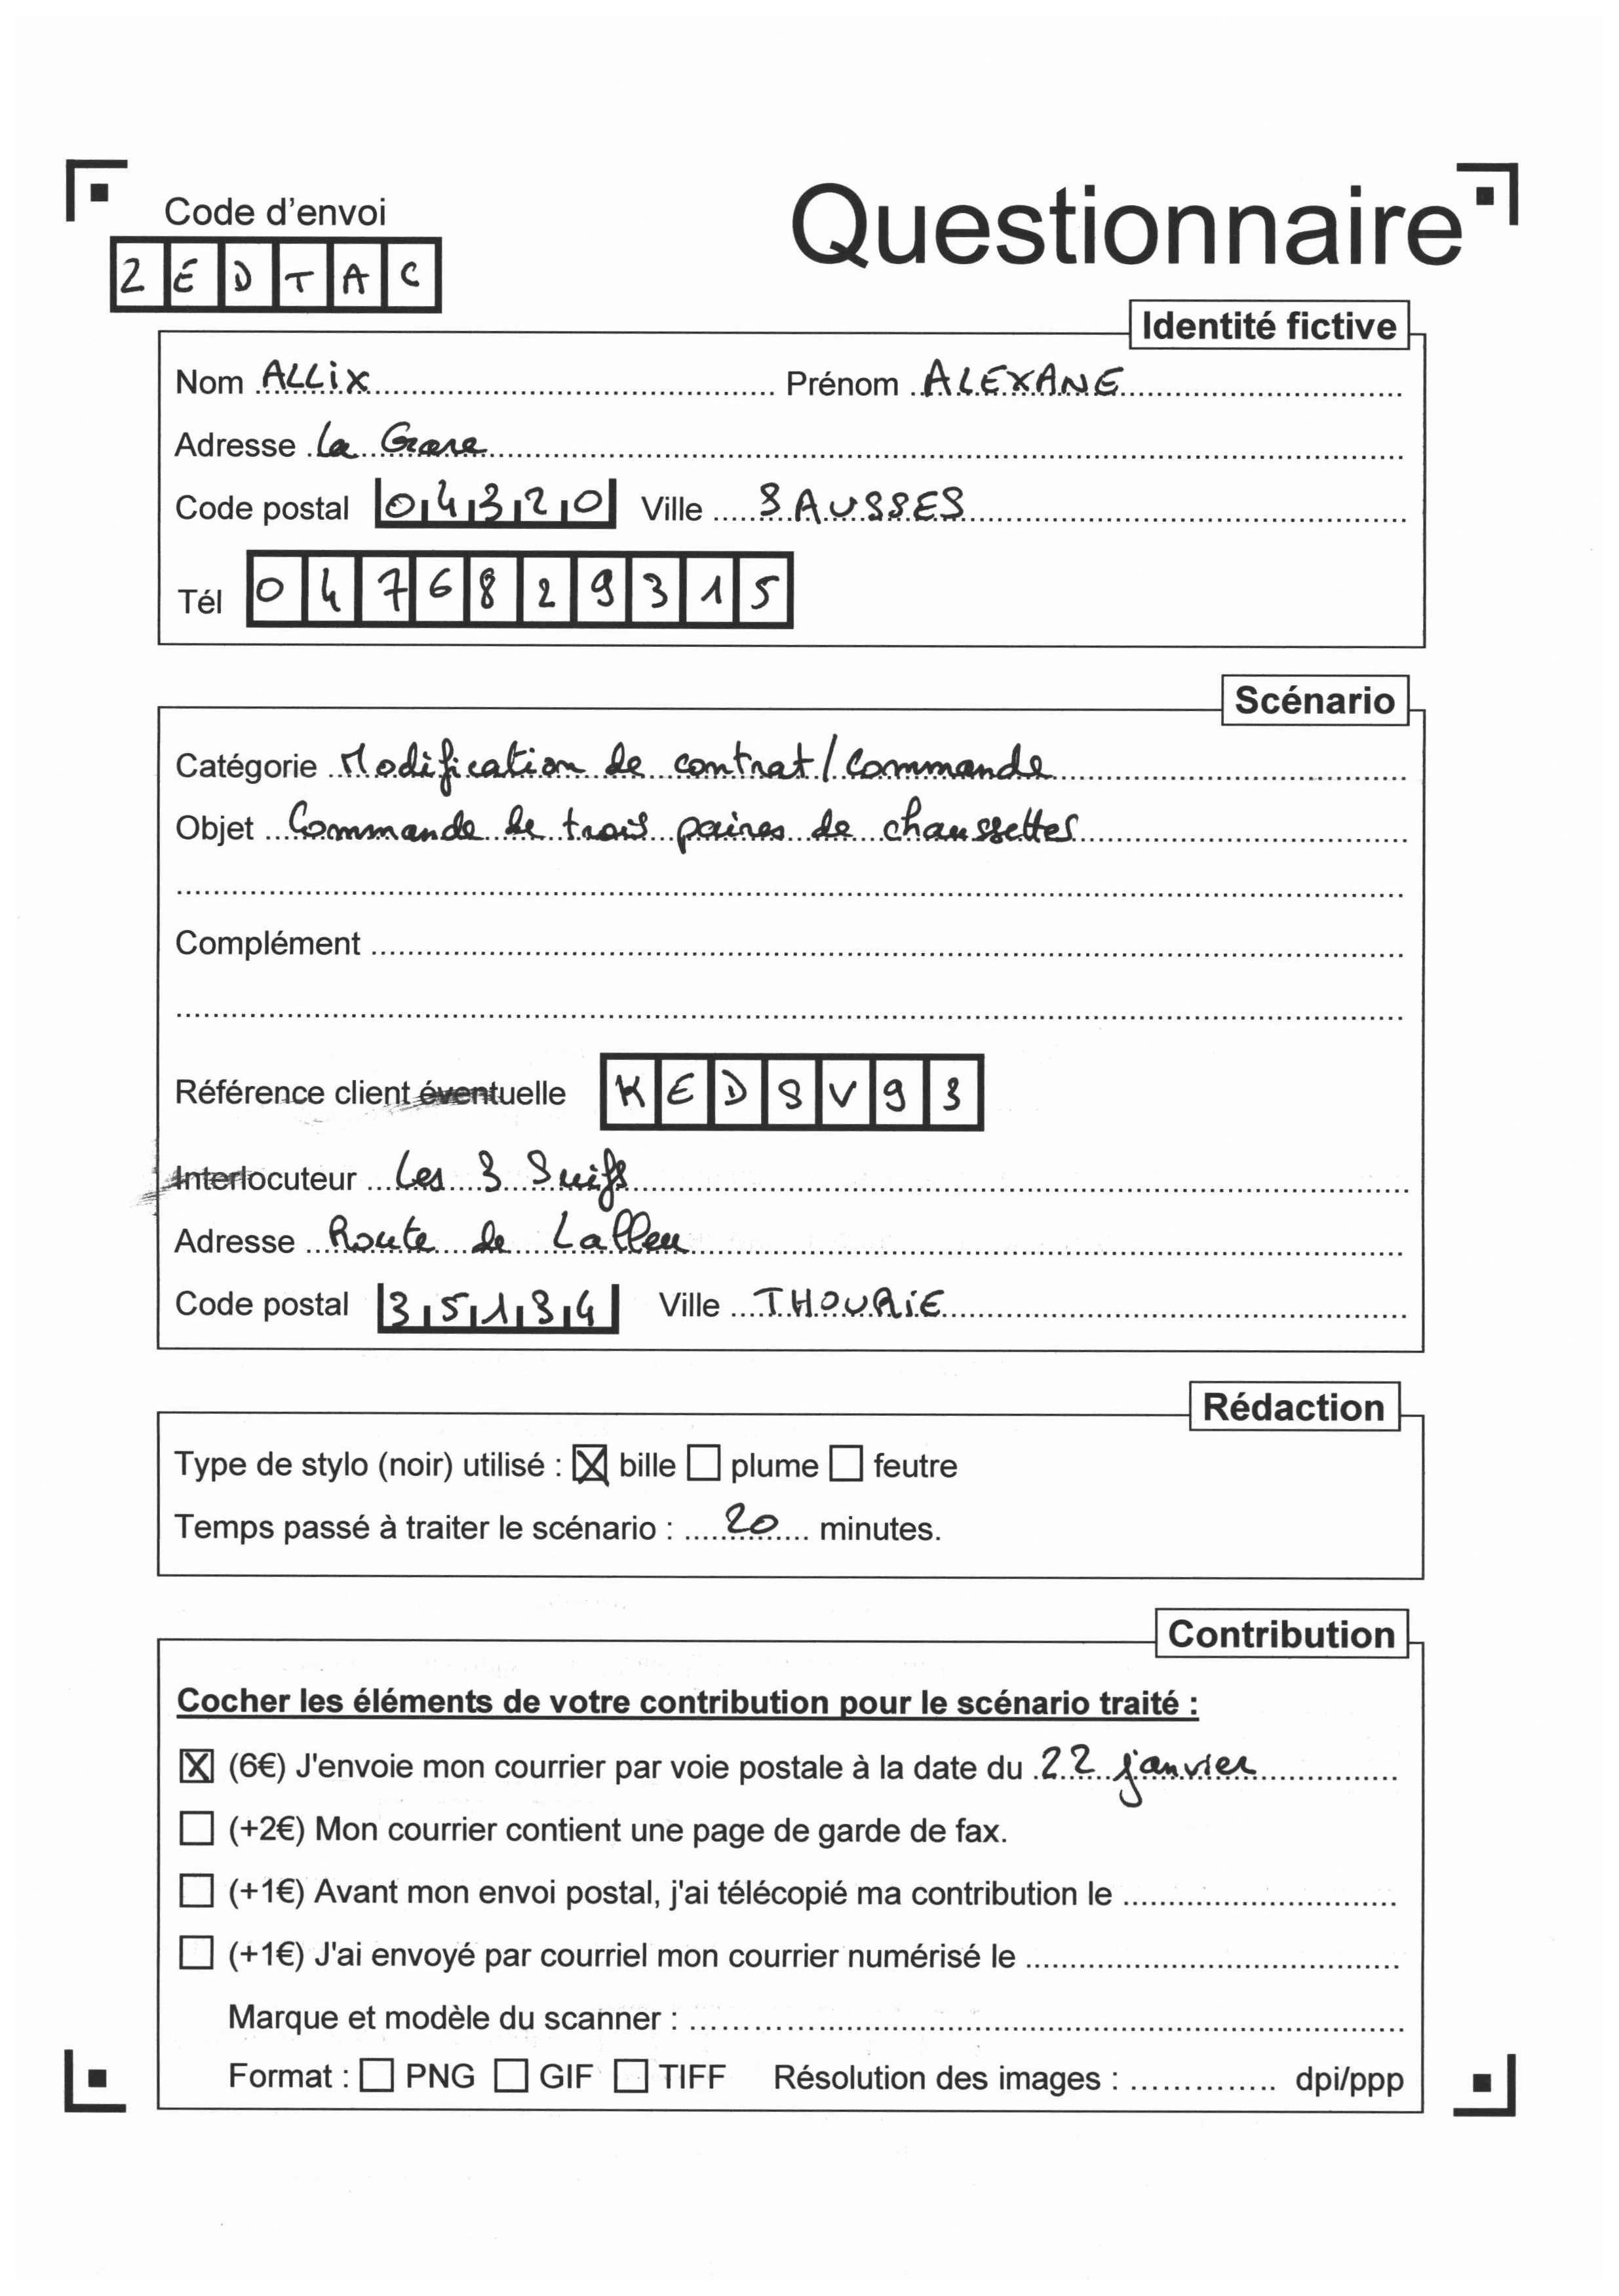 Code d'envoi
Questionnaire
2 E D T A C
Identité fictive
Nom ALLiX Prénom ALEXANE
Adresse La Gare
Code postal 04320 Ville SAUSSES
Tél 0476829315
Scénario
Catégorie Modification de contrat / Commande
Objet Commande de trois paires de chaussettes
Complément
Référence client éventuelle KEDSV93
Interlocuteur Les 3 Suifs
Adresse Route de Lalleu
Code postal 35134 Ville THOURiE
Rédaction
Type de stylo (noir) utilisé : ☒ bille ☐ plume ☐ feutre
Temps passé à traiter le scénario : 20 minutes.
Contribution
Cocher les éléments de votre contribution pour le scénario traité :
☒ (6€) J'envoie mon courrier par voie postale à la date du 22 janvier
☐ (+2€) Mon courrier contient une page de garde de fax.
☐ (+1€) Avant mon envoi postal, j'ai télécopié ma contribution le
☐ (+1€) J'ai envoyé par courriel mon courrier numérisé le
Marque et modèle du scanner :
Format : ☐ PNG ☐ GIF ☐ TIFF Résolution des images : dpi/ppp